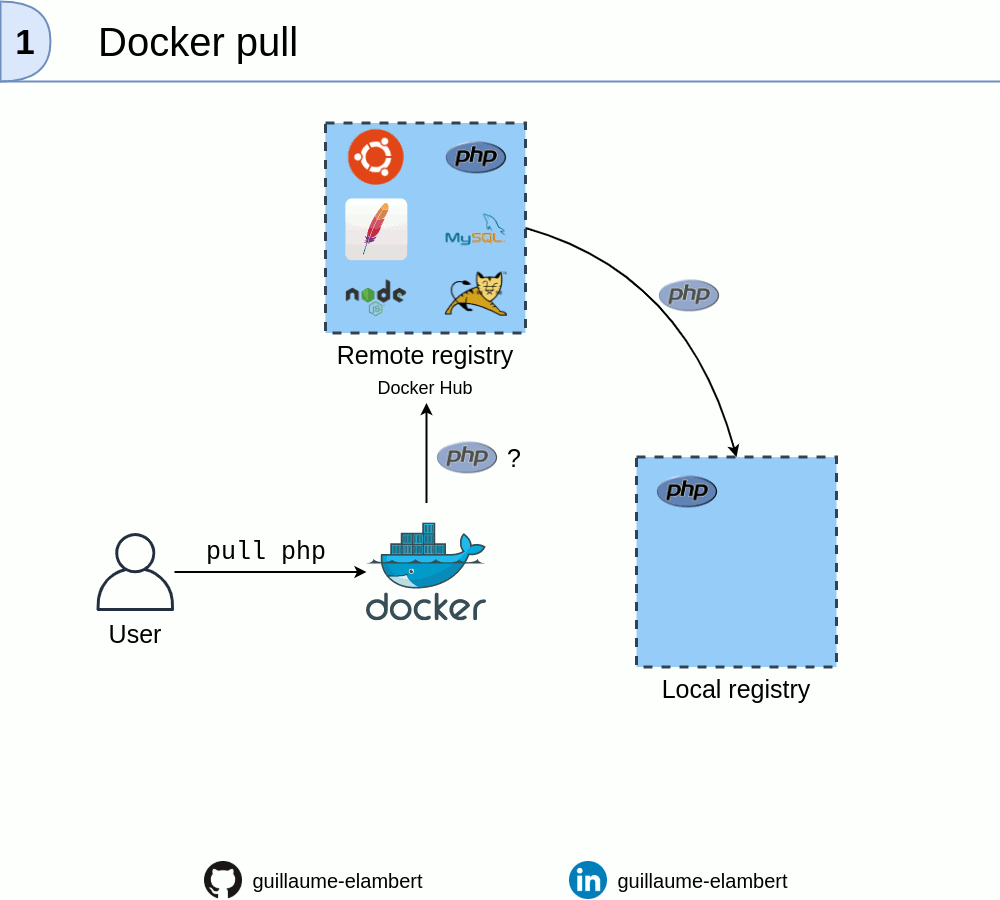 1
Docker pull
php
MySQL
node
JS
Remote registry
Docker Hub
php
php ?
pull php
docker
User
php
Local registry
guillaume-elambert
in guillaume-elambert